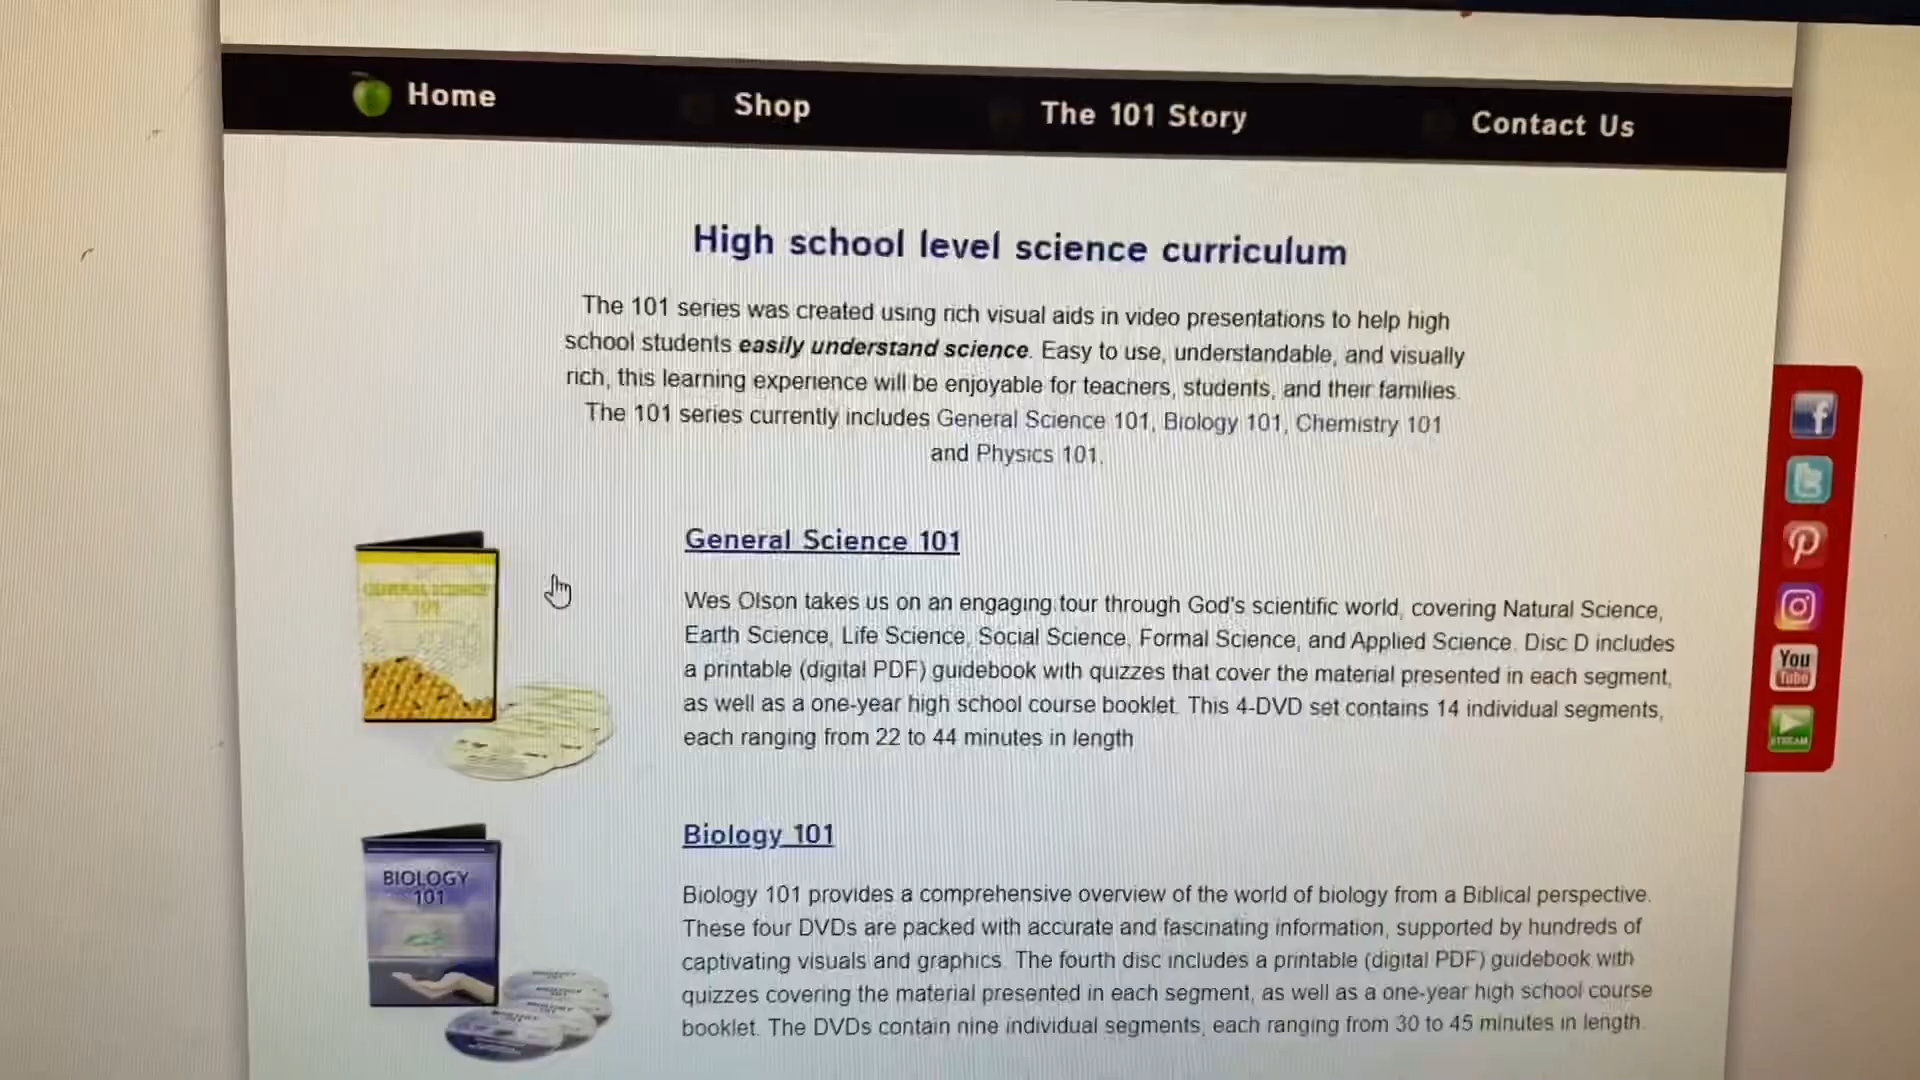 Home
Shop
The 101 Story
Contact Us
High school level science curriculum
The 101 series was created using rich visual aids in video presentations to help high
school students easily understand science. Easy to use, understandable, and visually
rich, this learning experience will be enjoyable for teachers, students, and their families.
The 101 series currently includes General Science 101, Biology 101, Chemistry 101
and Physics 101.
General Science 101
Wes Olson takes us on an engaging tour through God's scientific world, covering Natural Science,
Earth Science, Life Science, Social Science, Formal Science, and Applied Science. Disc D includes
a printable (digital PDF) guidebook with quizzes that cover the material presented in each segment,
as well as a one-year high school course booklet. This 4-DVD set contains 14 individual segments,
each ranging from 22 to 44 minutes in length
GENERAL SCIENCE
101
Biology 101
Biology 101 provides a comprehensive overview of the world of biology from a Biblical perspective.
These four DVDs are packed with accurate and fascinating information, supported by hundreds of
captivating visuals and graphics. The fourth disc includes a printable (digital PDF) guidebook with
quizzes covering the material presented in each segment, as well as a one-year high school course
booklet. The DVDs contain nine individual segments, each ranging from 30 to 45 minutes in length.
BIOLOGY
101
You
Tube
STREAM